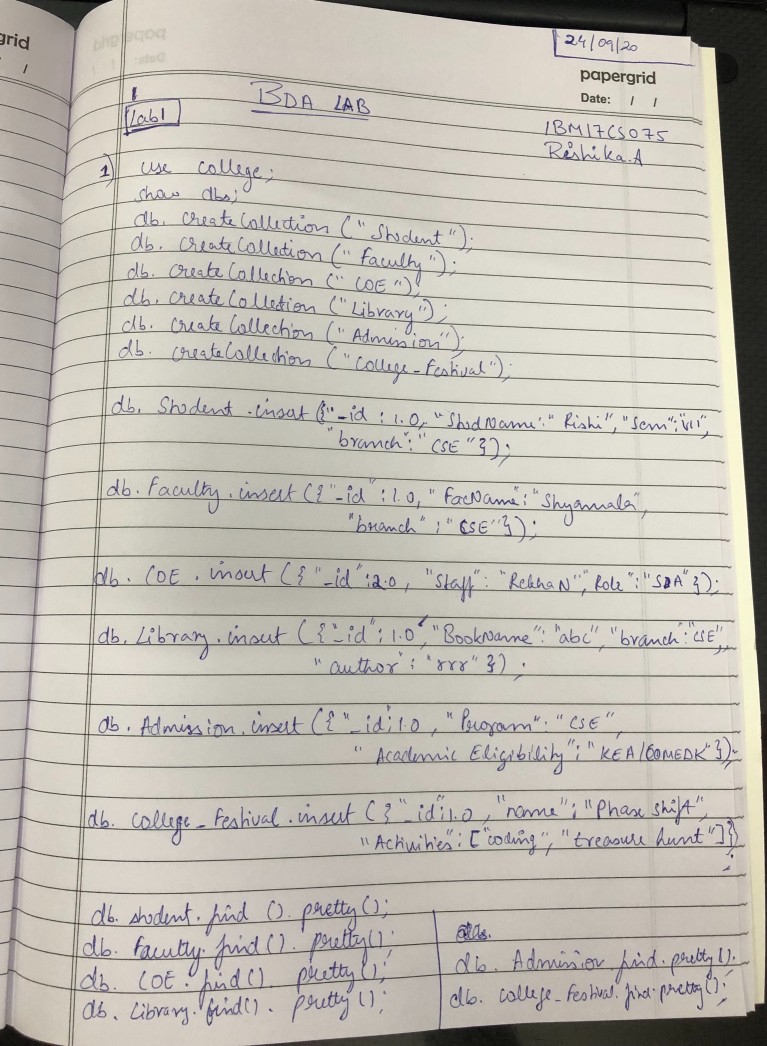 grid
/
24/09/20
papergrid
Date: / /
BDA LAB
Lab1
1BM17CS075
Rishika.A
1) use college;
show dbs;
db. createCollection ("Student");
db. createCollection ("Faculty");
db. createCollection ("COE");
db. createCollection ("Library");
db. createCollection ("Admission");
db. createCollection ("College-Festival");
db. Student .insert ({"_id : 1.0, "StudName":"Rishi", "sem":"VII",
"branch":"CSE"});
db. Faculty. insert ({"_id" : 1.0, "FacName":"Shyamala",
"branch" : "CSE"});
db. COE . insert ({ "_id":2.0, "Staff": "Rekha N", "Role":"SDA"});
db. Library. insert ({"_id": 1.0, "BookName": "abc", "branch":"CSE",
"author": "rrr" }) ;
db. Admission. insert ({"_id:1.0, "Program": "CSE",
"Academic Eligibility": "KEA/COMEDK"});
db. College_Festival .insert ({"_id":1.0, "name": "Phase shift",
"Activities": ["coding", "treasure hunt"]})
;
db. student. find (). pretty();
db. Faculty. find(). pretty();
db. COE. find(). pretty();
db. Library. find(). pretty();
db. Admission. find. pretty().
db. College_Festival. find. pretty();